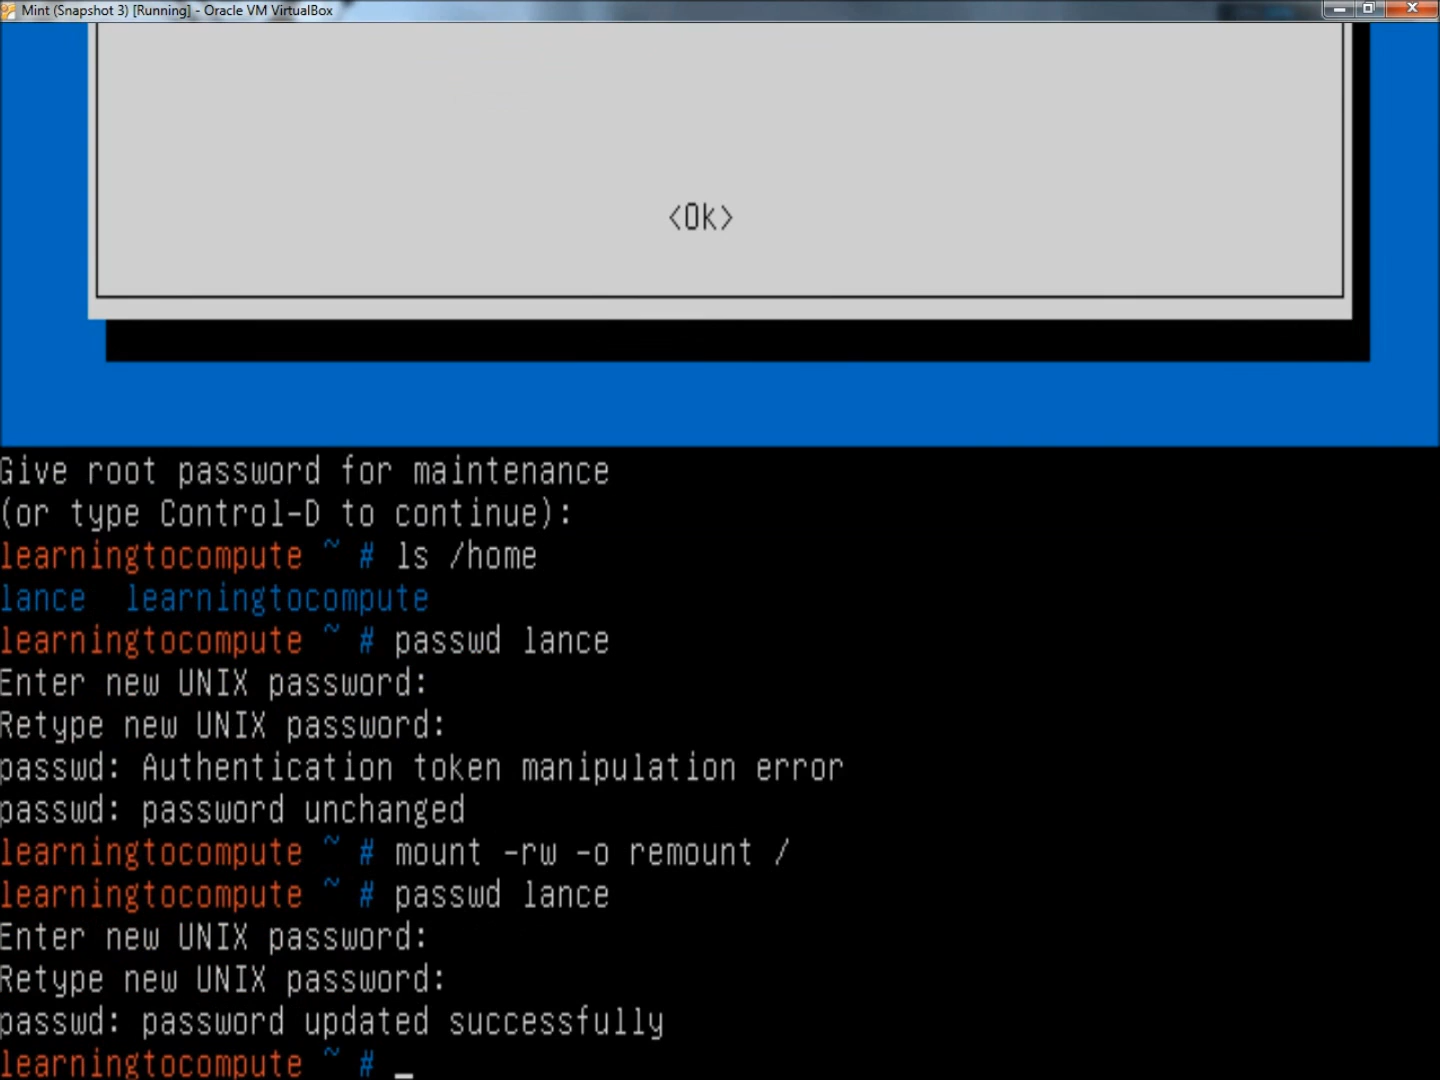 Mint (Snapshot 3) [Running] - Oracle VM VirtualBox
<Ok>
Give root password for maintenance
(or type Control-D to continue):
learningtocompute ~ # ls /home
lance  learningtocompute
learningtocompute ~ # passwd lance
Enter new UNIX password:
Retype new UNIX password:
passwd: Authentication token manipulation error
passwd: password unchanged
learningtocompute ~ # mount -rw -o remount /
learningtocompute ~ # passwd lance
Enter new UNIX password:
Retype new UNIX password:
passwd: password updated successfully
learningtocompute ~ # _